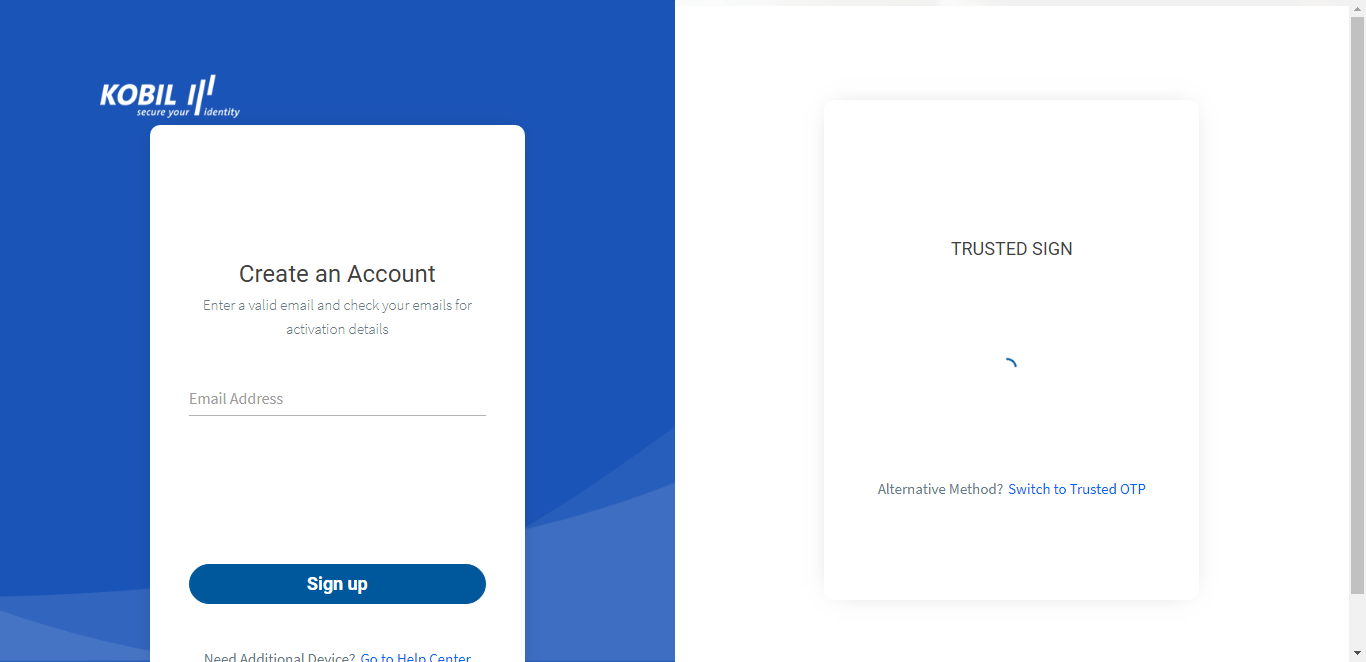 KOBIL
secure your identity
Create an Account
Enter a valid email and check your emails for
activation details
Email Address
Sign up
Need Additional Device? Go to Help Center
TRUSTED SIGN
Alternative Method? Switch to Trusted OTP